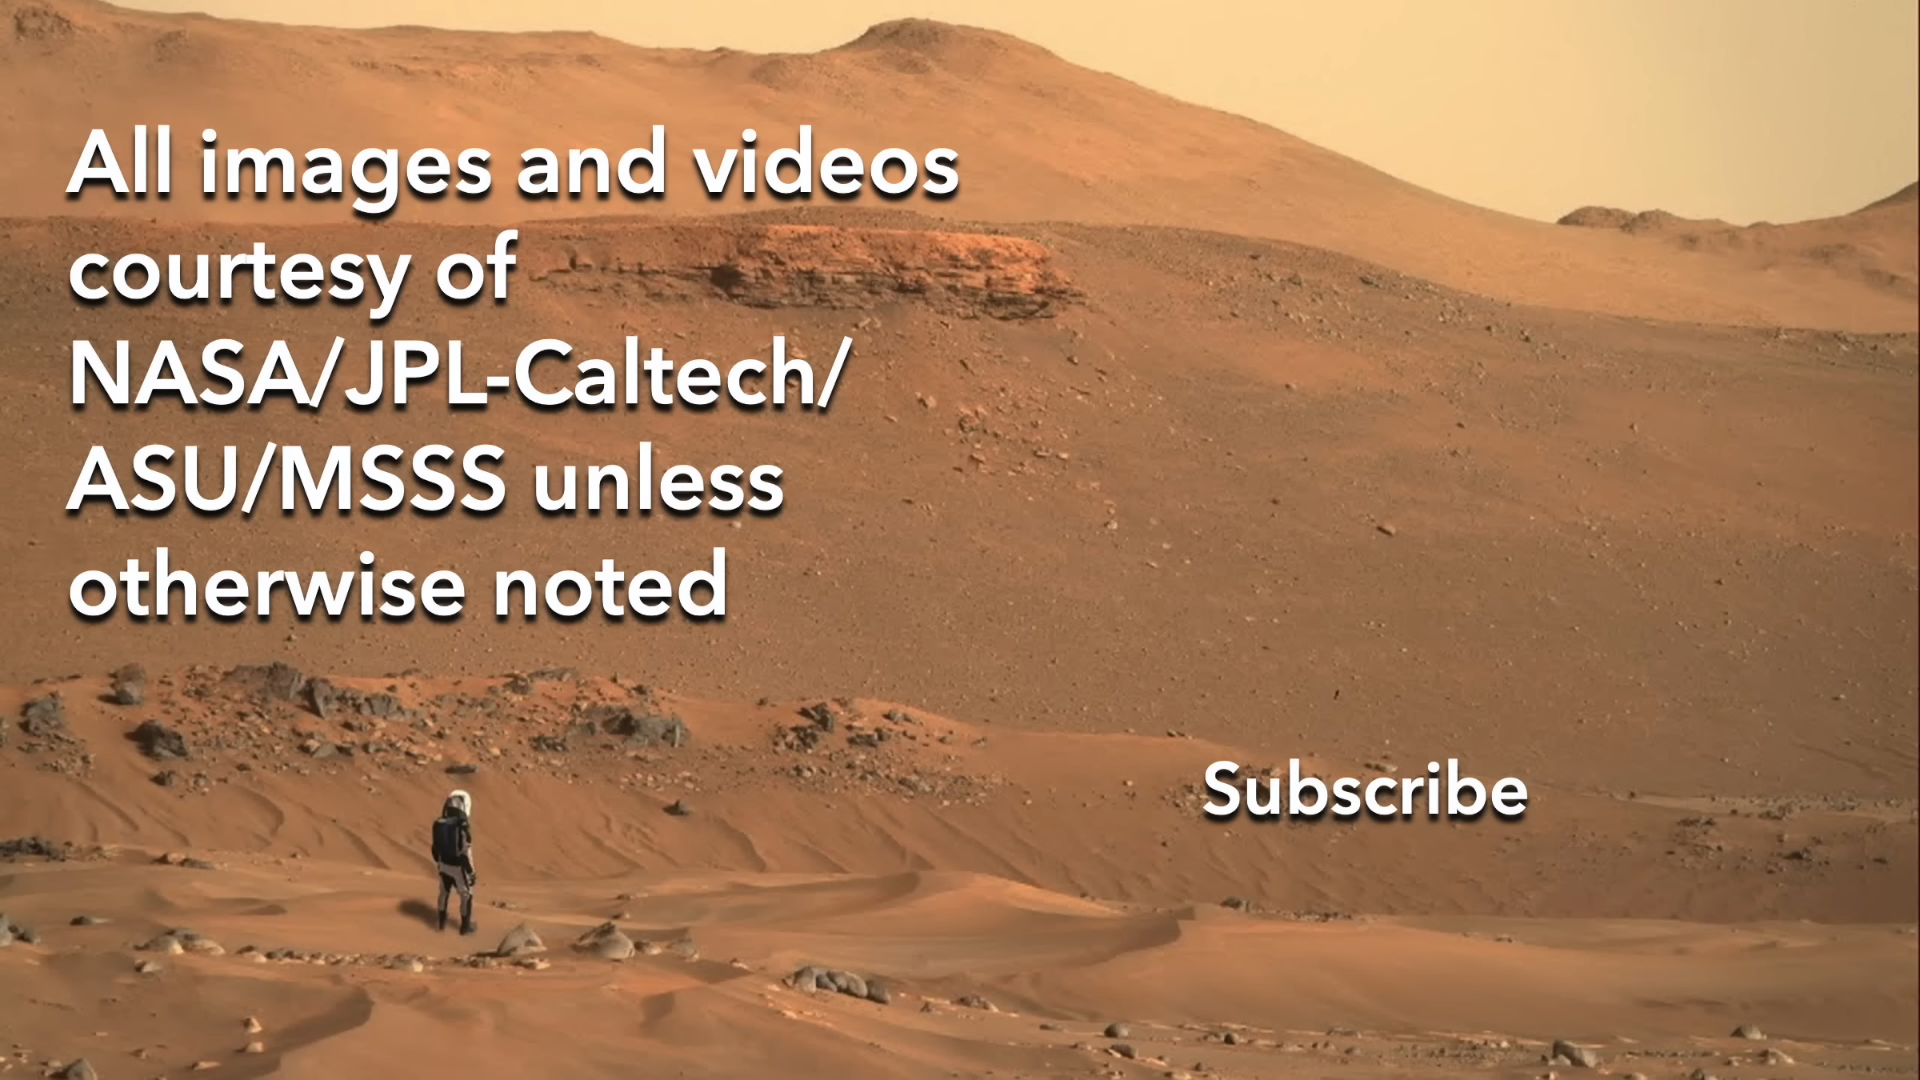 All images and videos
courtesy of
NASA/JPL-Caltech/
ASU/MSSS unless
otherwise noted
Subscribe